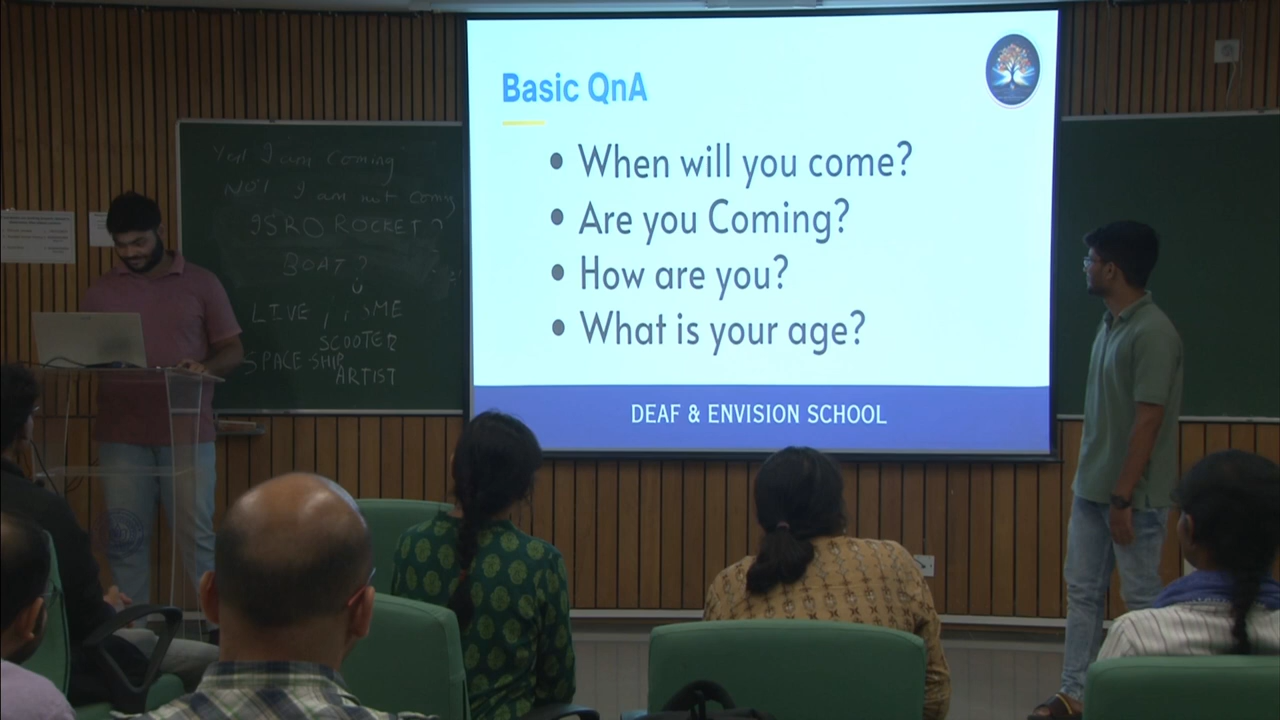 Basic QnA
• When will you come?
• Are you Coming?
• How are you?
• What is your age?
DEAF & ENVISION SCHOOL
Yes I am Coming
No! I am not coming
ISRO ROCKET?
BOAT?
LIVE
ME
SCOOTER
SPACE-SHIP
ARTIST